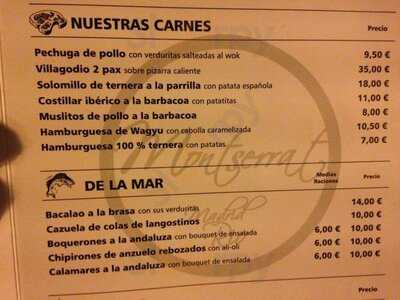 NUESTRAS CARNES Precio
Pechuga de pollo con verduritas salteadas al wok 9,50 €
Villagodio 2 pax sobre pizarra caliente 35,00 €
Solomillo de ternera a la parrilla con patata española 18,00 €
Costillar ibérico a la barbacoa con patatitas 11,00 €
Muslitos de pollo a la barbacoa 8,00 €
Hamburguesa de Wagyu con cebolla caramelizada 10,50 €
Hamburguesa 100 % ternera con patatas 7,00 €
Montserrat
Madrid
DE LA MAR Medias Raciones Precio
Bacalao a la brasa con sus verduritas 14,00 €
Cazuela de colas de langostinos 10,00 €
Boquerones a la andaluza con bouquet de ensalada 6,00 € 10,00 €
Chipirones de anzuelo rebozados con ali-oli 6,00 € 10,00 €
Calamares a la andaluza con bouquet de ensalada 6,00 € 10,00 €
Precio